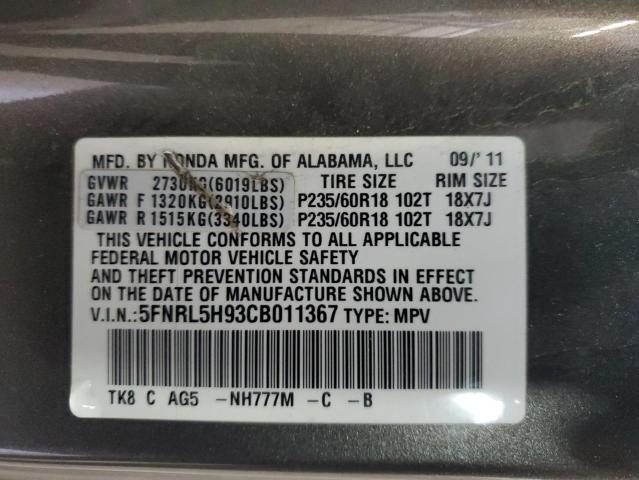 MFD. BY HONDA MFG. OF ALABAMA, LLC 09/'11
GVWR 2730KG(6019LBS) TIRE SIZE RIM SIZE
GAWR F 1320KG(2910LBS) P235/60R18 102T 18X7J
GAWR R 1515KG(3340LBS) P235/60R18 102T 18X7J
THIS VEHICLE CONFORMS TO ALL APPLICABLE
FEDERAL MOTOR VEHICLE SAFETY
AND THEFT PREVENTION STANDARDS IN EFFECT
ON THE DATE OF MANUFACTURE SHOWN ABOVE.
V.I.N.:5FNRL5H93CB011367 TYPE: MPV
TK8 C AG5 -NH777M -C -B